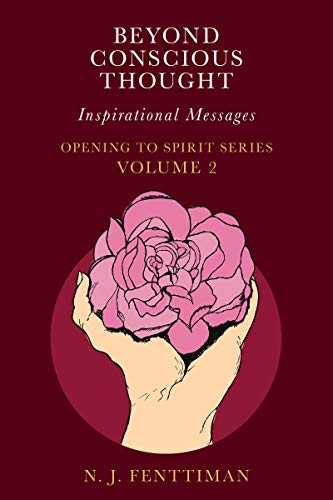 BEYOND
CONSCIOUS
THOUGHT
Inspirational Messages
OPENING TO SPIRIT SERIES
VOLUME 2
N. J. FENTTIMAN